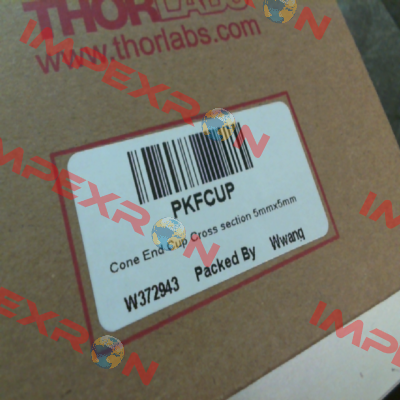 THORLABS
www.thorlabs.com
PKFCUP
Cone End Cup Cross section 5mmx5mm
W372943 Packed By Wwang
IMPEXRON
IMPEXRON
IMPEXRON
IMPEXRON